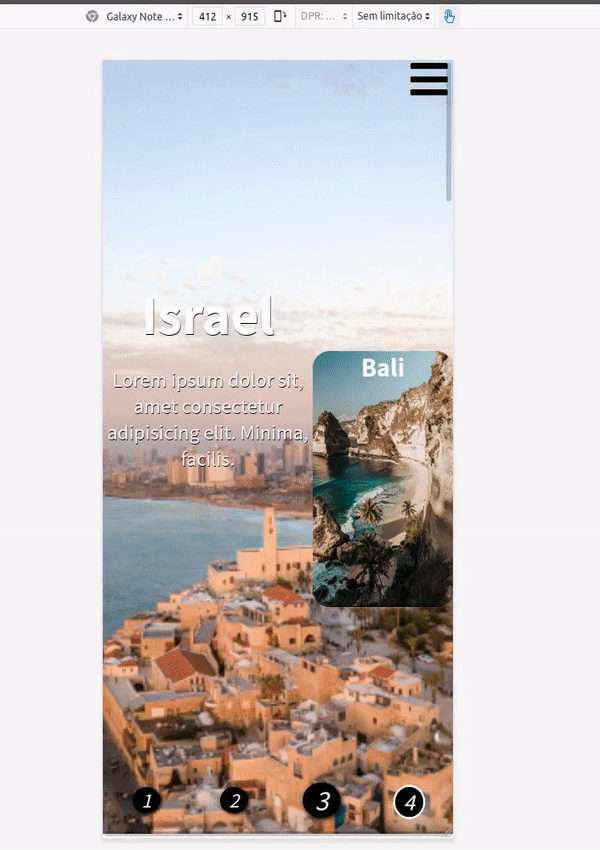 Galaxy Note ... 412 × 915 DPR: ... Sem limitação
Israel
Bali
Lorem ipsum dolor sit,
amet consectetur
adipisicing elit. Minima,
facilis.
1 2 3 4